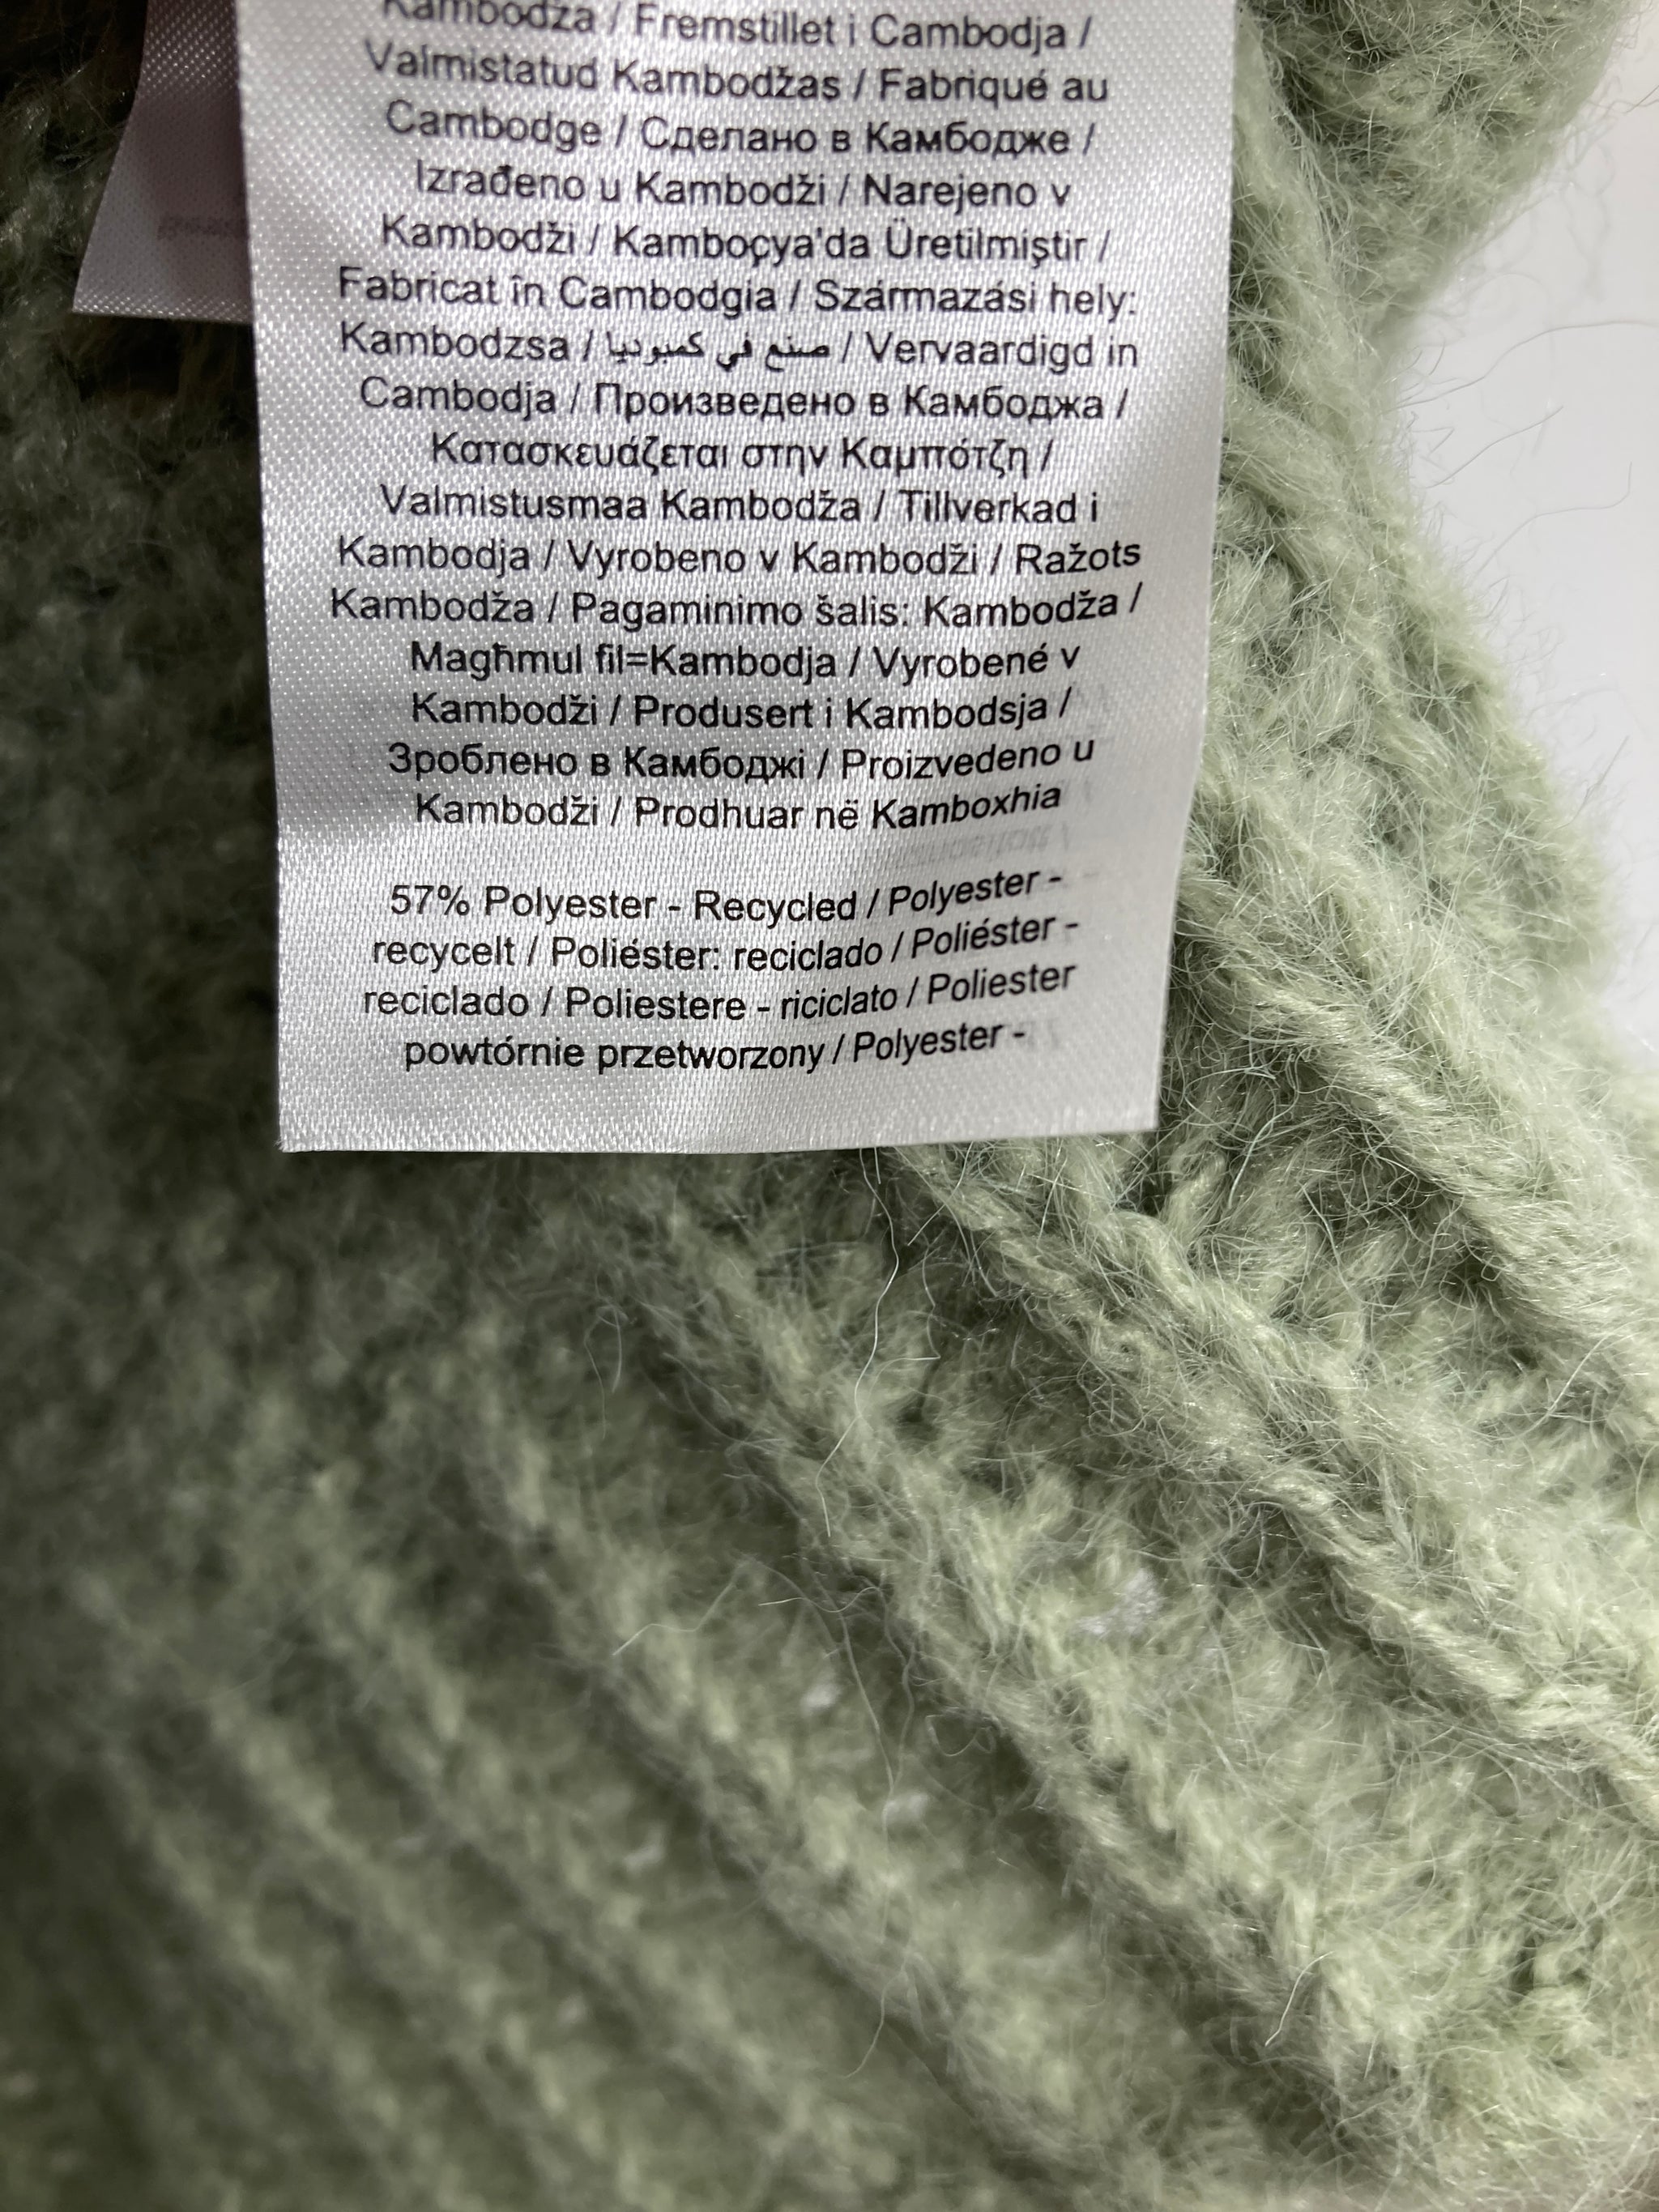 Kambodža / Fremstillet i Cambodja /
Valmistatud Kambodžas / Fabriqué au
Cambodge / Сделано в Камбодже /
Izrađeno u Kambodži / Narejeno v
Kambodži / Kamboçya'da Üretilmiştir /
Fabricat în Cambodgia / Származási hely:
Kambodzsa / صنع في كمبوديا / Vervaardigd in
Cambodja / Произведено в Камбоджа /
Κατασκευάζεται στην Καμπότζη /
Valmistusmaa Kambodža / Tillverkad i
Kambodja / Vyrobeno v Kambodži / Ražots
Kambodža / Pagaminimo šalis: Kambodža /
Magħmul fil=Kambodja / Vyrobené v
Kambodži / Produsert i Kambodsja /
Зроблено в Камбоджі / Proizvedeno u
Kambodži / Prodhuar në Kamboxhia
57% Polyester - Recycled / Polyester -
recycelt / Poliéster: reciclado / Poliéster -
reciclado / Poliestere - riciclato / Poliester
powtórnie przetworzony / Polyester -